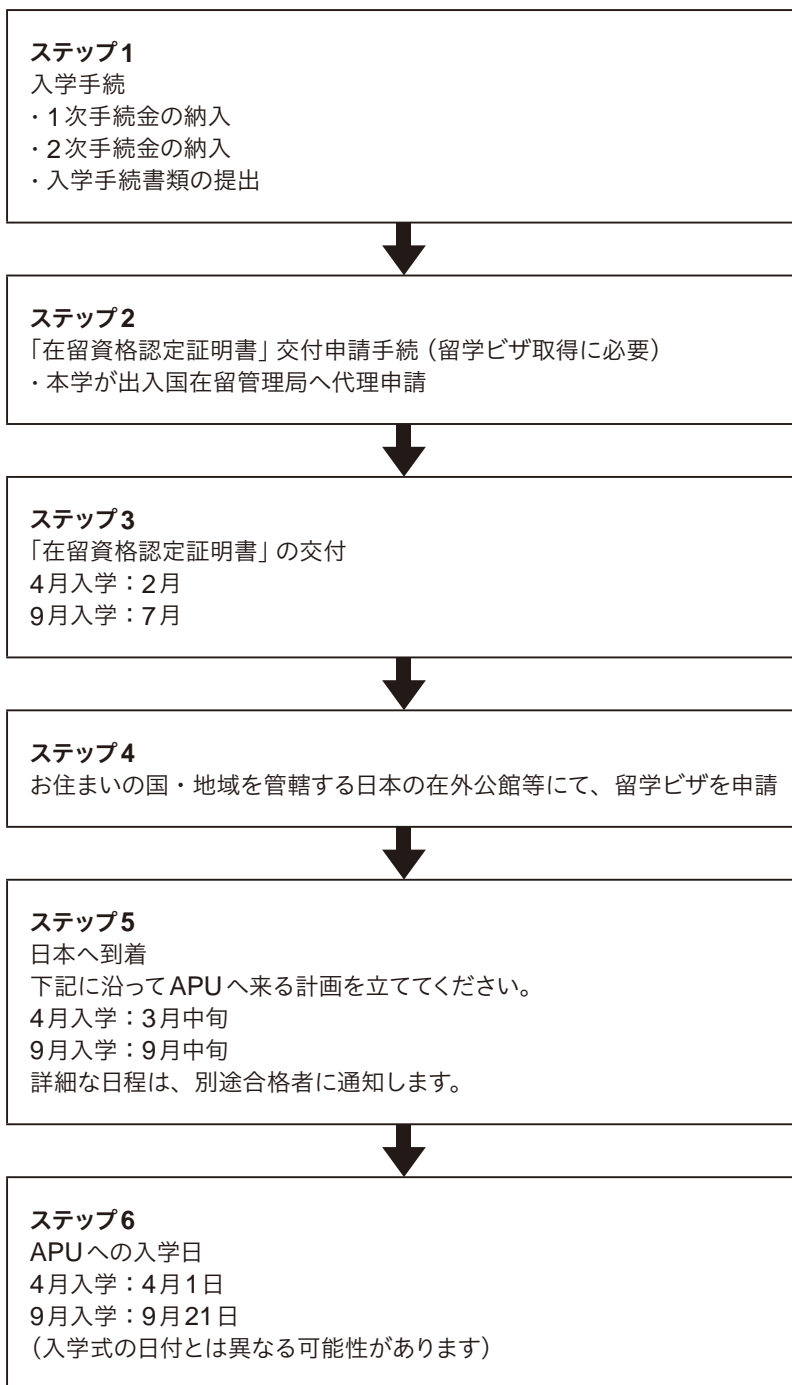 ステップ1
入学手続
・1次手続金の納入
・2次手続金の納入
・入学手続書類の提出
ステップ2
「在留資格認定証明書」交付申請手続（留学ビザ取得に必要）
・本学が出入国在留管理局へ代理申請
ステップ3
「在留資格認定証明書」の交付
4月入学：2月
9月入学：7月
ステップ4
お住まいの国・地域を管轄する日本の在外公館等にて、留学ビザを申請
ステップ5
日本へ到着
下記に沿ってAPUへ来る計画を立ててください。
4月入学：3月中旬
9月入学：9月中旬
詳細な日程は、別途合格者に通知します。
ステップ6
APUへの入学日
4月入学：4月1日
9月入学：9月21日
（入学式の日付とは異なる可能性があります）